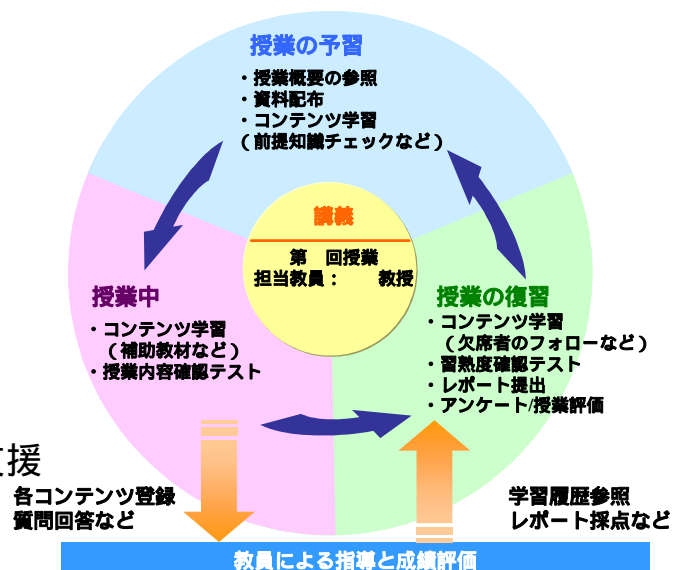 授業の予習
・授業概要の参照
・資料配布
・コンテンツ学習
(前提知識チェックなど)
講義
第 回授業
担当教員： 教授
授業中
・コンテンツ学習
(補助教材など)
・授業内容確認テスト
授業の復習
・コンテンツ学習
(欠席者のフォローなど)
・習熟度確認テスト
・レポート提出
・アンケート/授業評価
援
各コンテンツ登録
質問回答など
学習履歴参照
レポート採点など
教員による指導と成績評価